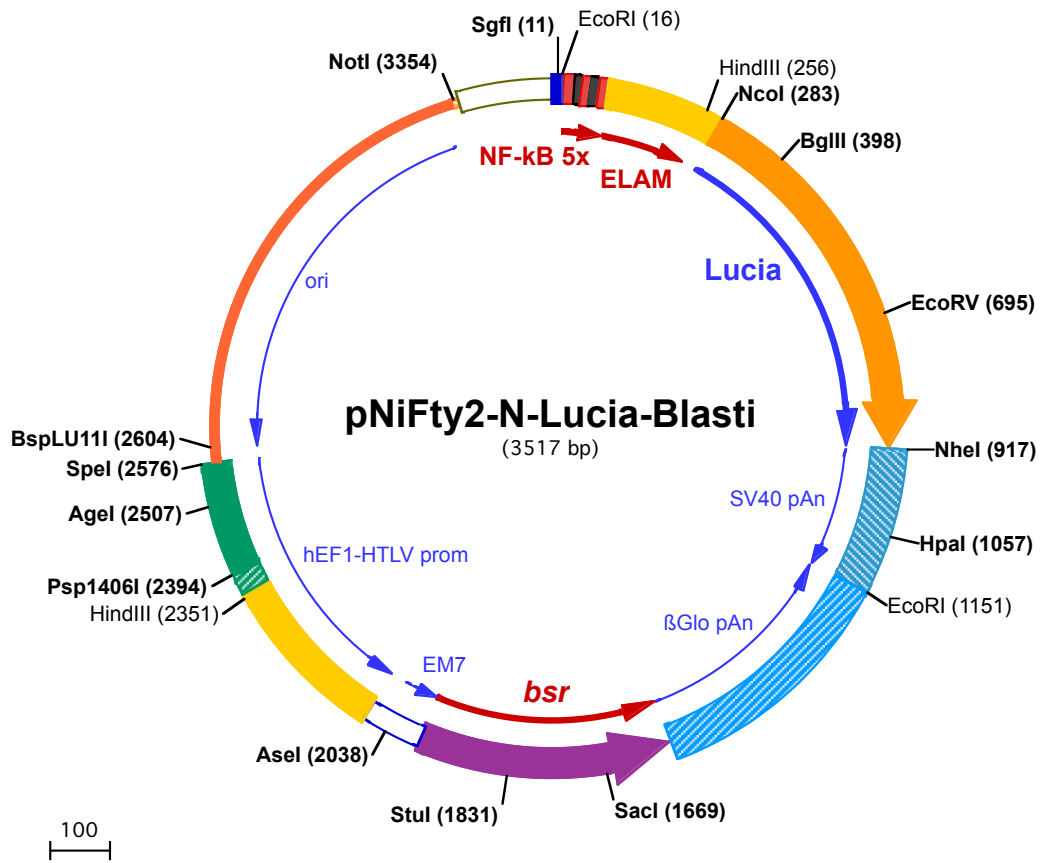 SgfI (11)
EcoRI (16)
NotI (3354)
HindIII (256)
NcoI (283)
BglII (398)
NF-kB 5x
ELAM
Lucia
ori
EcoRV (695)
pNiFty2-N-Lucia-Blasti
(3517 bp)
BspLU11I (2604)
NheI (917)
SpeI (2576)
SV40 pAn
AgeI (2507)
HpaI (1057)
hEF1-HTLV prom
Psp1406I (2394)
EcoRI (1151)
HindIII (2351)
ßGlo pAn
EM7
bsr
AseI (2038)
StuI (1831)
SacI (1669)
100